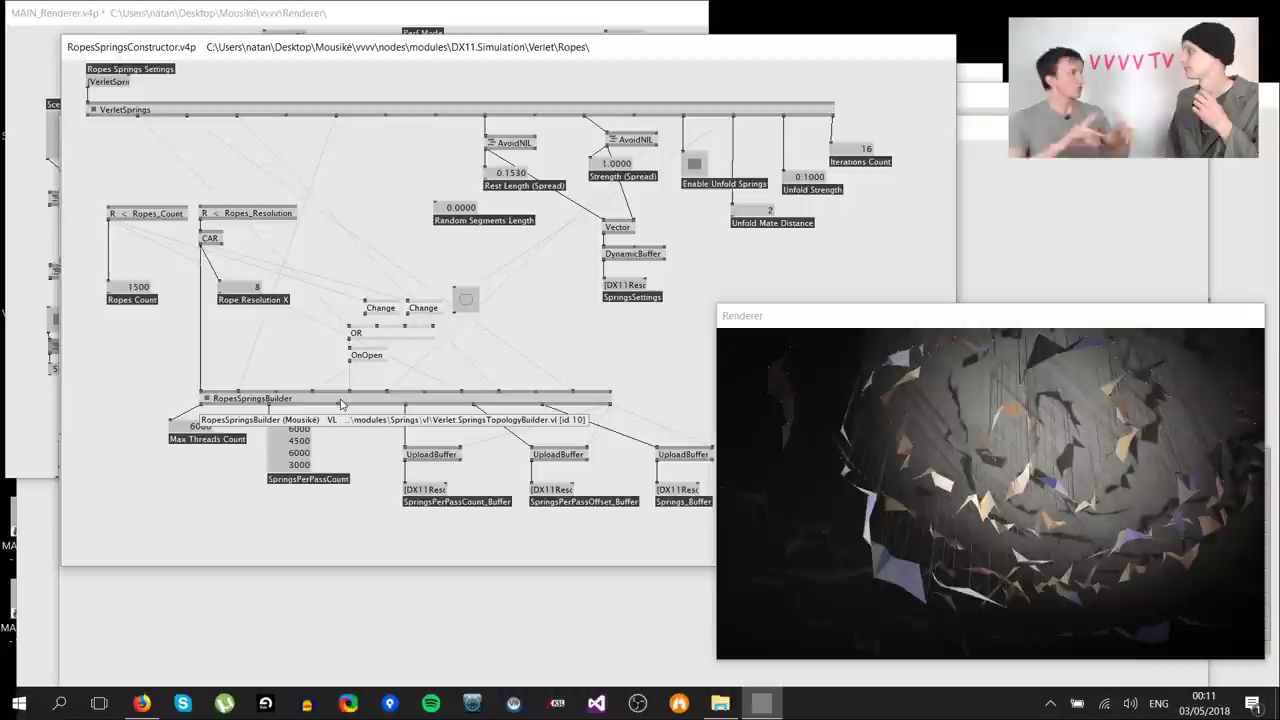 MAIN_Renderer.v4p * C:\Users\natan\Desktop\Mousiké\vvvv\Renderer\
RopesSpringsConstructor.v4p C:\Users\natan\Desktop\Mousiké\vvvv\nodes\modules\DX11.Simulation\Verlet\Ropes\
VVVV TV
Ropes Springs Settings
[VerletSpri
VerletSprings
AvoidNIL
AvoidNIL
16
Iterations Count
0.1530
Rest Length (Spread)
1.0000
Strength (Spread)
Enable Unfold Springs
0.1000
Unfold Strength
R < Ropes_Count
R < Ropes_Resolution
0.0000
Random Segments Length
2
Unfold Mate Distance
Vector
CAR
DynamicBuffer
1500
Ropes Count
8
Rope Resolution X
[DX11Resc
SpringsSettings
Change
Change
OR
OnOpen
Renderer
RopesSpringsBuilder
RopesSpringsBuilder (Mousiké) VL ..\modules\Springs\vl\Verlet.SpringsTopologyBuilder.vl [id 10]
Max Threads Count
6000
4500
6000
3000
SpringsPerPassCount
UploadBuffer
UploadBuffer
UploadBuffer
[DX11Resc
[DX11Resc
[DX11Resc
SpringsPerPassCount_Buffer
SpringsPerPassOffset_Buffer
Springs_Buffer
ENG
00:11
03/05/2018